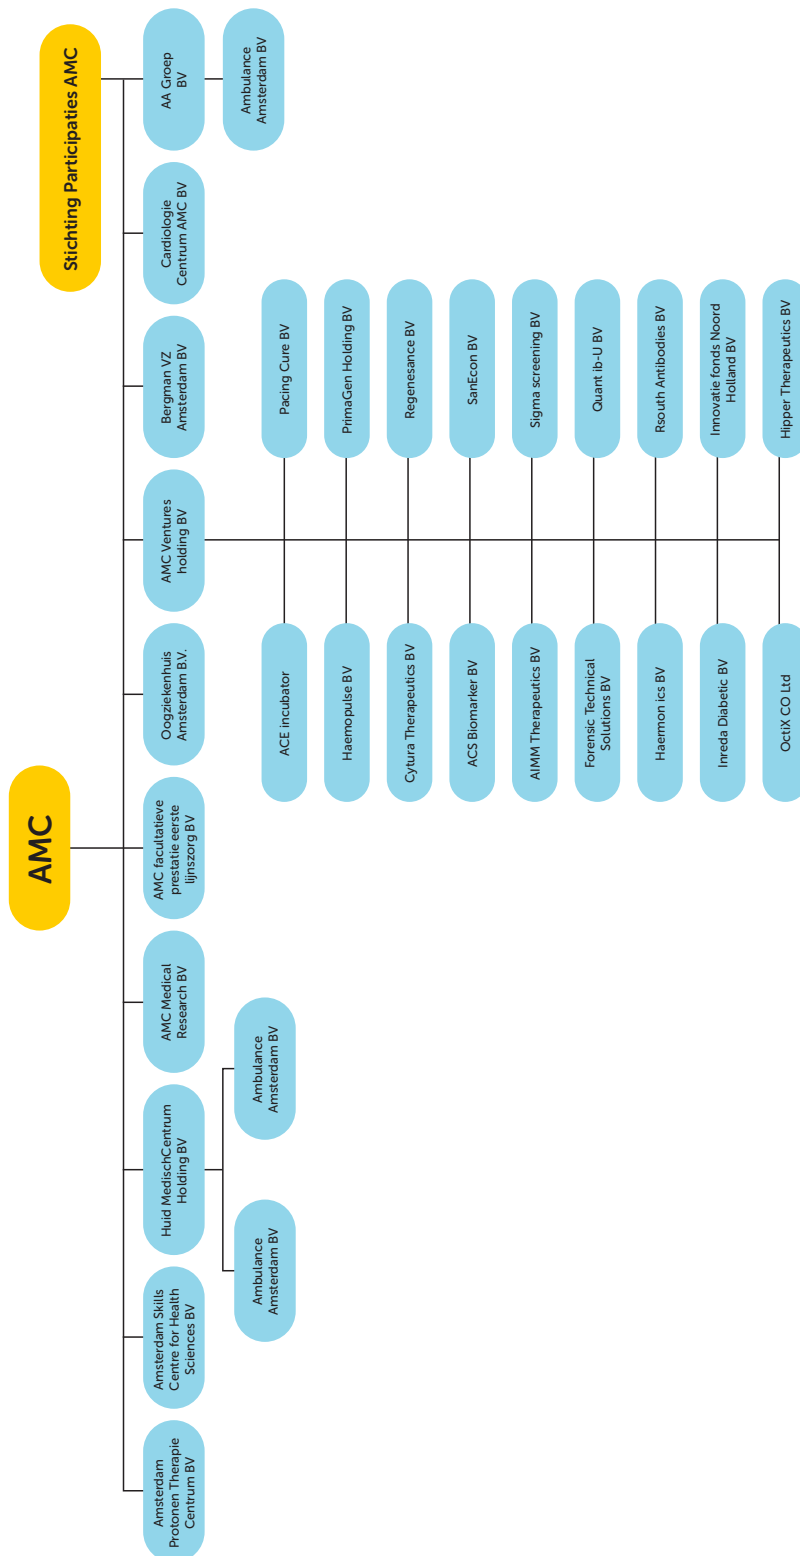 AMC
Stichting Participaties AMC
Amsterdam
Protonen Therapie
Centrum BV
Amsterdam Skills
Centre for Health
Sciences BV
Huid MedischCentrum
Holding BV
AMC Medical
Research BV
AMC facultatieve
prestatie eerste
lijnszorg BV
Oogziekenhuis
Amsterdam B.V.
AMC Ventures
holding BV
Bergman VZ
Amsterdam BV
Cardiologie
Centrum AMC BV
AA Groep
BV
Ambulance
Amsterdam BV
Ambulance
Amsterdam BV
Ambulance
Amsterdam BV
ACE incubator
Pacing Cure BV
Haemopulse BV
PrimaGen Holding BV
Cytura Therapeutics BV
Regenesance BV
ACS Biomarker BV
SanEcon BV
AIMM Therapeutics BV
Sigma screening BV
Forensic Technical
Solutions BV
Quant ib-U BV
Haermon ics BV
Rsouth Antibodies BV
Inreda Diabetic BV
Innovatie fonds Noord
Holland BV
OctiX CO Ltd
Hipper Therapeutics BV